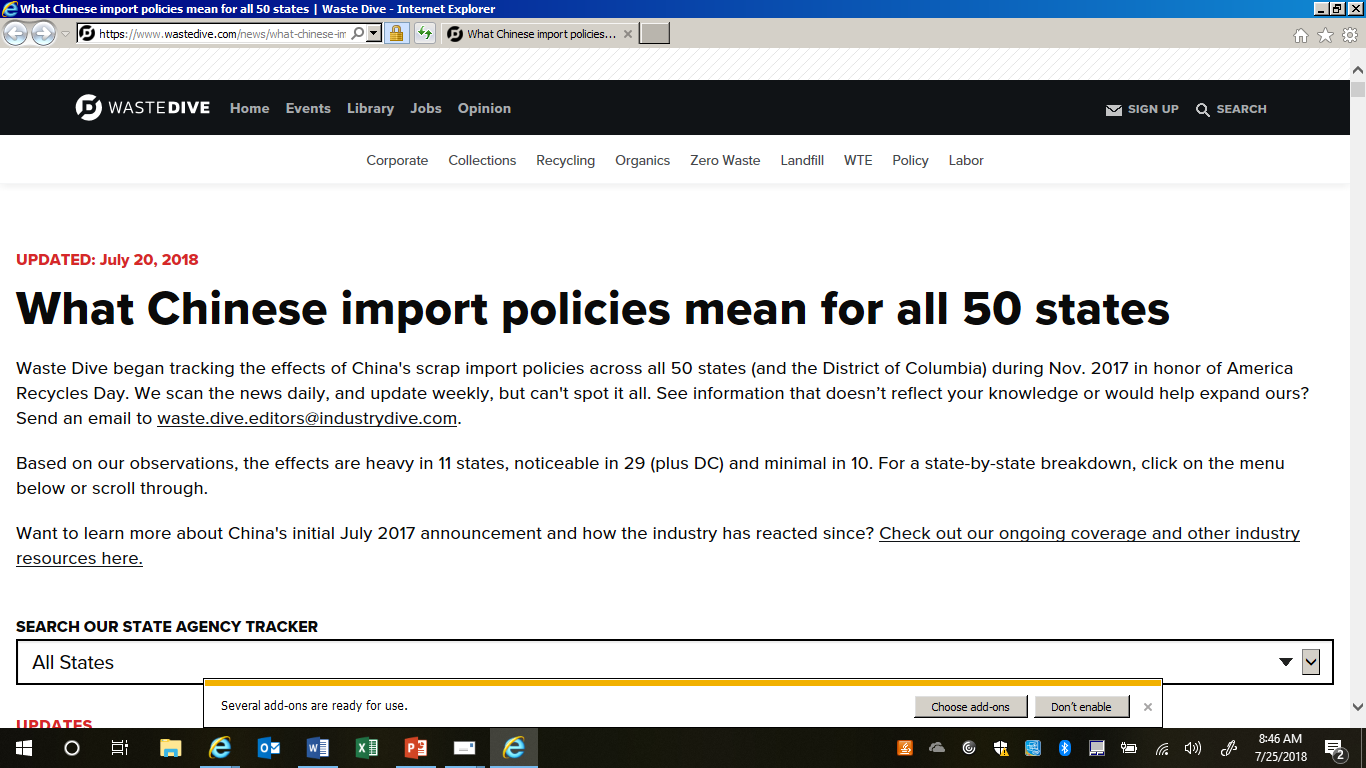 What Chinese import policies mean for all 50 states | Waste Dive - Internet Explorer
https://www.wastedive.com/news/what-chinese-im
What Chinese import policies...
WASTEDIVE Home Events Library Jobs Opinion SIGN UP SEARCH
Corporate Collections Recycling Organics Zero Waste Landfill WTE Policy Labor
UPDATED: July 20, 2018
What Chinese import policies mean for all 50 states
Waste Dive began tracking the effects of China's scrap import policies across all 50 states (and the District of Columbia) during Nov. 2017 in honor of America
Recycles Day. We scan the news daily, and update weekly, but can't spot it all. See information that doesn’t reflect your knowledge or would help expand ours?
Send an email to waste.dive.editors@industrydive.com.
Based on our observations, the effects are heavy in 11 states, noticeable in 29 (plus DC) and minimal in 10. For a state-by-state breakdown, click on the menu
below or scroll through.
Want to learn more about China's initial July 2017 announcement and how the industry has reacted since? Check out our ongoing coverage and other industry
resources here.
SEARCH OUR STATE AGENCY TRACKER
All States
Several add-ons are ready for use. Choose add-ons Don't enable
UPDATES
8:46 AM
7/25/2018
2